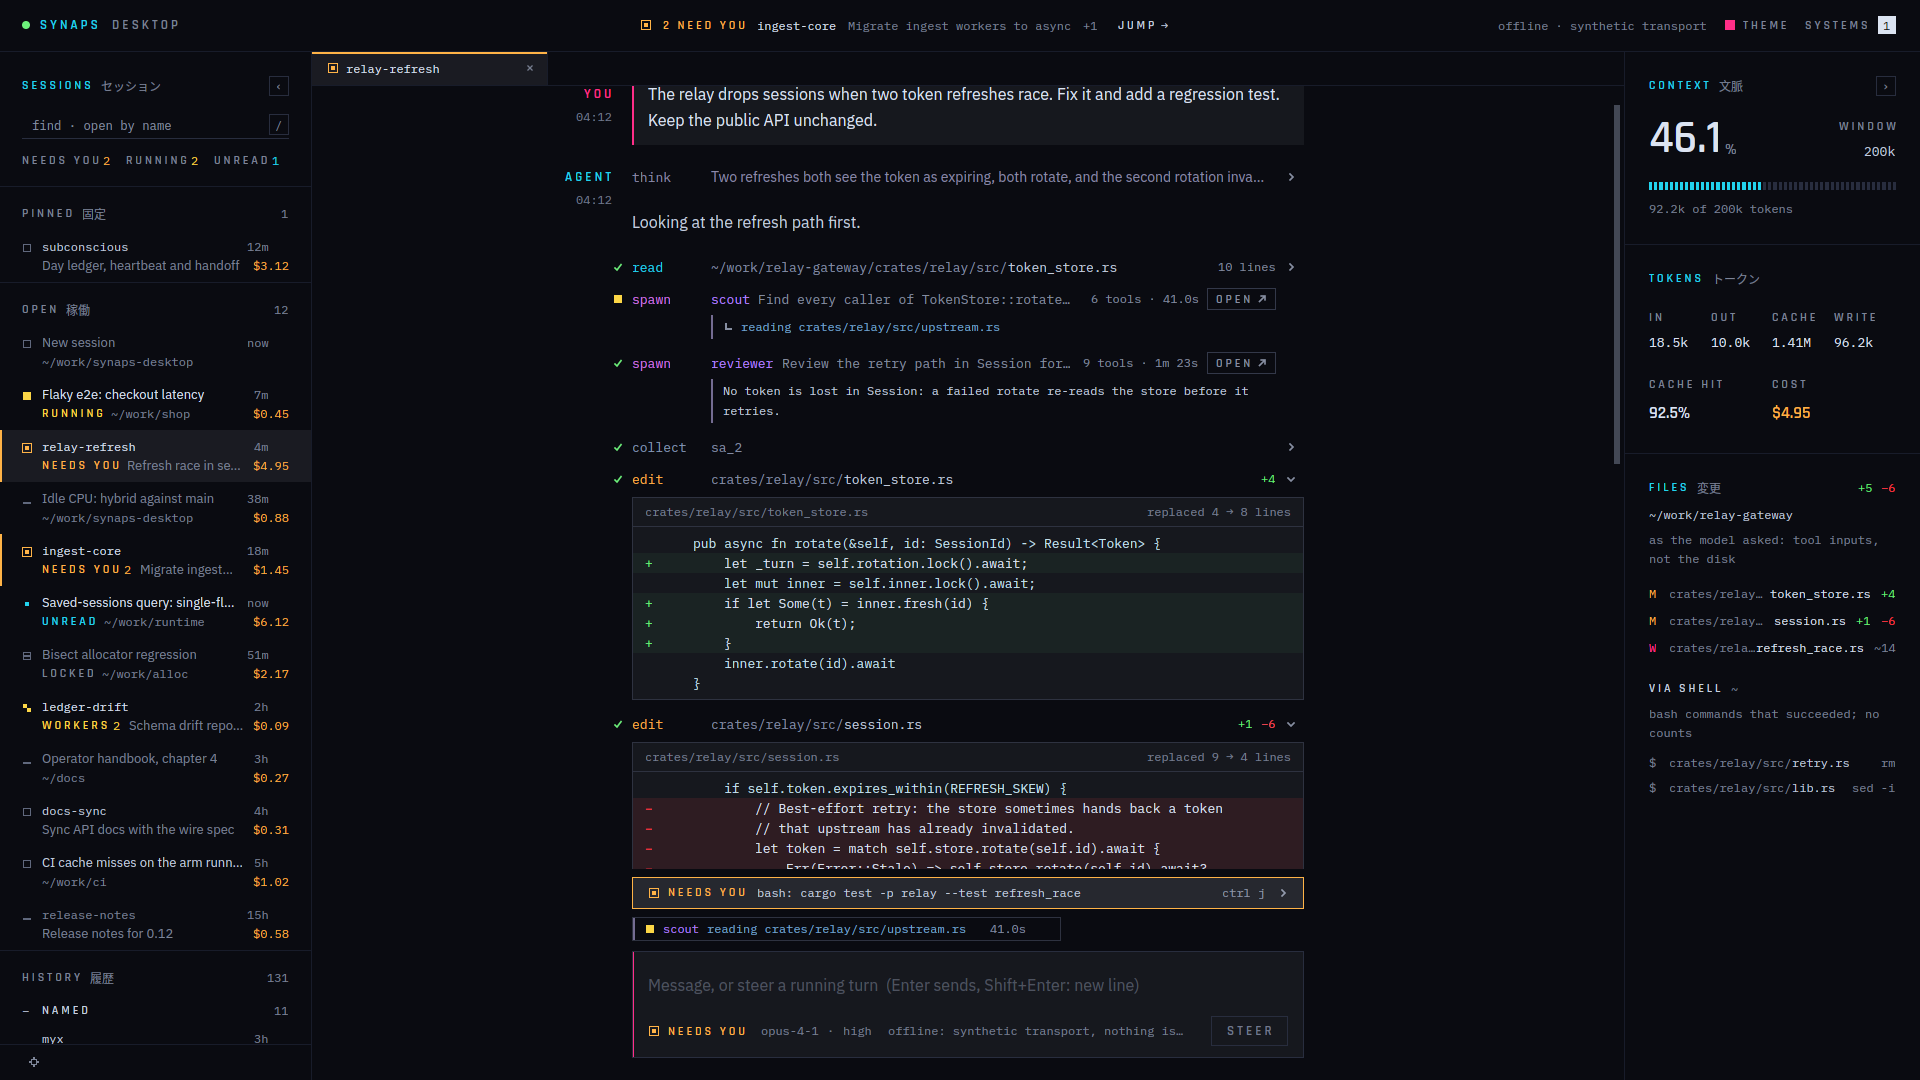 SYNAPS DESKTOP
2 NEED YOU ingest-core Migrate ingest workers to async +1 JUMP →
offline · synthetic transport THEME SYSTEMS 1
SESSIONS セッション ‹
find · open by name /
NEEDS YOU 2 RUNNING 2 UNREAD 1
PINNED 固定 1
subconscious 12m
Day ledger, heartbeat and handoff $3.12
OPEN 稼働 12
New session now
~/work/synaps-desktop
Flaky e2e: checkout latency 7m
RUNNING ~/work/shop $0.45
relay-refresh 4m
NEEDS YOU Refresh race in se… $4.95
Idle CPU: hybrid against main 38m
~/work/synaps-desktop $0.88
ingest-core 18m
NEEDS YOU 2 Migrate ingest… $1.45
Saved-sessions query: single-fl… now
UNREAD ~/work/runtime $6.12
Bisect allocator regression 51m
LOCKED ~/work/alloc $2.17
ledger-drift 2h
WORKERS 2 Schema drift repo… $0.09
Operator handbook, chapter 4 3h
~/docs $0.27
docs-sync 4h
Sync API docs with the wire spec $0.31
CI cache misses on the arm runn… 5h
~/work/ci $1.02
release-notes 15h
Release notes for 0.12 $0.58
HISTORY 履歴 131
– NAMED 11
myx 3h
relay-refresh ×
YOU The relay drops sessions when two token refreshes race. Fix it and add a regression test.
04:12 Keep the public API unchanged.
AGENT think Two refreshes both see the token as expiring, both rotate, and the second rotation inva… ›
04:12
Looking at the refresh path first.
✓ read ~/work/relay-gateway/crates/relay/src/token_store.rs 10 lines ›
spawn scout Find every caller of TokenStore::rotate… 6 tools · 41.0s OPEN ↗
reading crates/relay/src/upstream.rs
✓ spawn reviewer Review the retry path in Session for… 9 tools · 1m 23s OPEN ↗
No token is lost in Session: a failed rotate re-reads the store before it
retries.
✓ collect sa_2 ›
✓ edit crates/relay/src/token_store.rs +4
crates/relay/src/token_store.rs replaced 4 → 8 lines
pub async fn rotate(&self, id: SessionId) -> Result<Token> {
+ let _turn = self.rotation.lock().await;
let mut inner = self.inner.lock().await;
+ if let Some(t) = inner.fresh(id) {
+ return Ok(t);
+ }
inner.rotate(id).await
}
✓ edit crates/relay/src/session.rs +1 −6
crates/relay/src/session.rs replaced 9 → 4 lines
if self.token.expires_within(REFRESH_SKEW) {
− // Best-effort retry: the store sometimes hands back a token
− // that upstream has already invalidated.
− let token = match self.store.rotate(self.id).await {
− Err(Error::Stale) => self.store.rotate(self.id).await?
NEEDS YOU bash: cargo test -p relay --test refresh_race ctrl j ›
scout reading crates/relay/src/upstream.rs 41.0s
Message, or steer a running turn (Enter sends, Shift+Enter: new line)
NEEDS YOU opus-4-1 · high offline: synthetic transport, nothing is… STEER
CONTEXT 文脈 ›
46.1% WINDOW
200k
92.2k of 200k tokens
TOKENS トークン
IN OUT CACHE WRITE
18.5k 10.0k 1.41M 96.2k
CACHE HIT COST
92.5% $4.95
FILES 変更 +5 −6
~/work/relay-gateway
as the model asked: tool inputs,
not the disk
M crates/relay… token_store.rs +4
M crates/relay… session.rs +1 −6
W crates/rela…refresh_race.rs ~14
VIA SHELL ~
bash commands that succeeded; no
counts
$ crates/relay/src/retry.rs rm
$ crates/relay/src/lib.rs sed -i